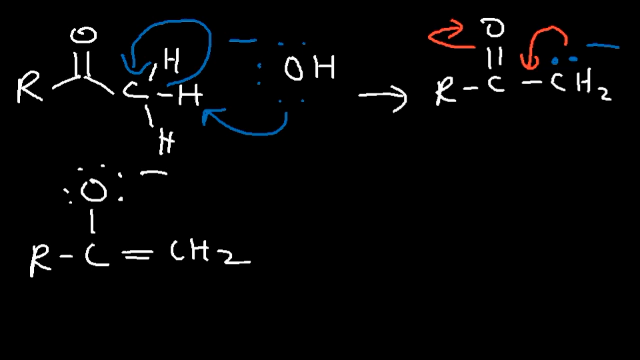 O
H
R C - H
H
OH
→
O
R - C - CH2
O
R - C = CH2